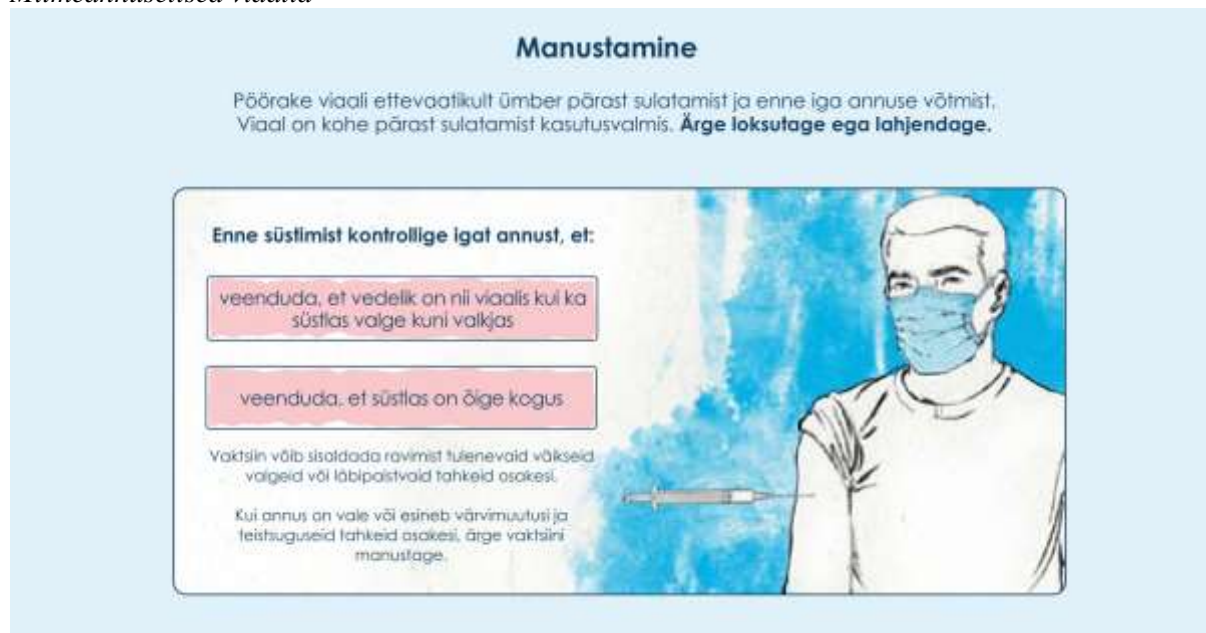 Manustamine
Pöörake viaali ettevaatikult ümber pärast sulatamist ja enne iga annuse võtmist.
Viaal on kohe pärast sulatamist kasutusvalmis. Ärge loksutage ega lahjendage.
Enne süstimist kontrollige igat annust, et:
veenduda, et vedelik on nii viaalis kui ka
süstlas valge kuni valkjas
veenduda, et süstlas on õige kogus
Vaktsiin võib sisaldada ravimist tulenevaid väikseid
valgeid või läbipaistvaid tahkeid osakesi.
Kui annus on vale või esineb värvimuutusi ja
teistsuguseid tahkeid osakesi, ärge vaktsiini
manustage.